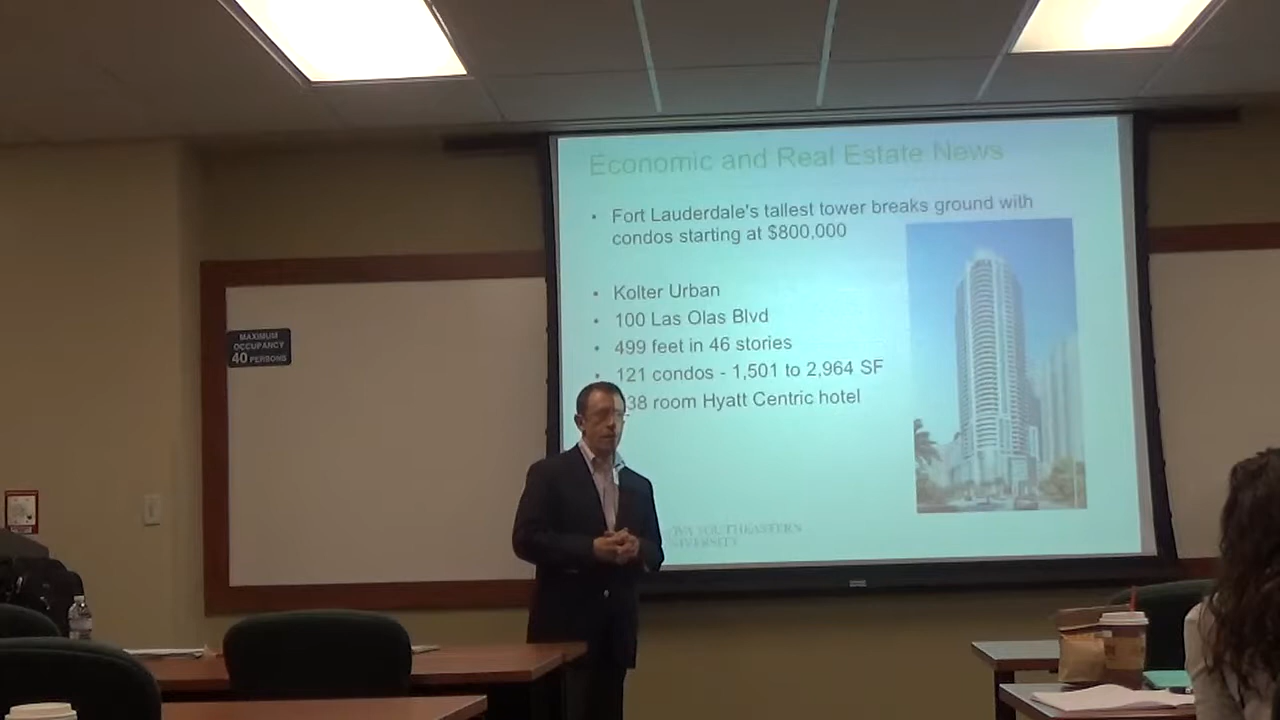 Economic and Real Estate News
• Fort Lauderdale's tallest tower breaks ground with
condos starting at $800,000
• Kolter Urban
• 100 Las Olas Blvd
• 499 feet in 46 stories
• 121 condos - 1,501 to 2,964 SF
38 room Hyatt Centric hotel
SOUTHEASTERN
MAXIMUM
OCCUPANCY
40 PERSONS